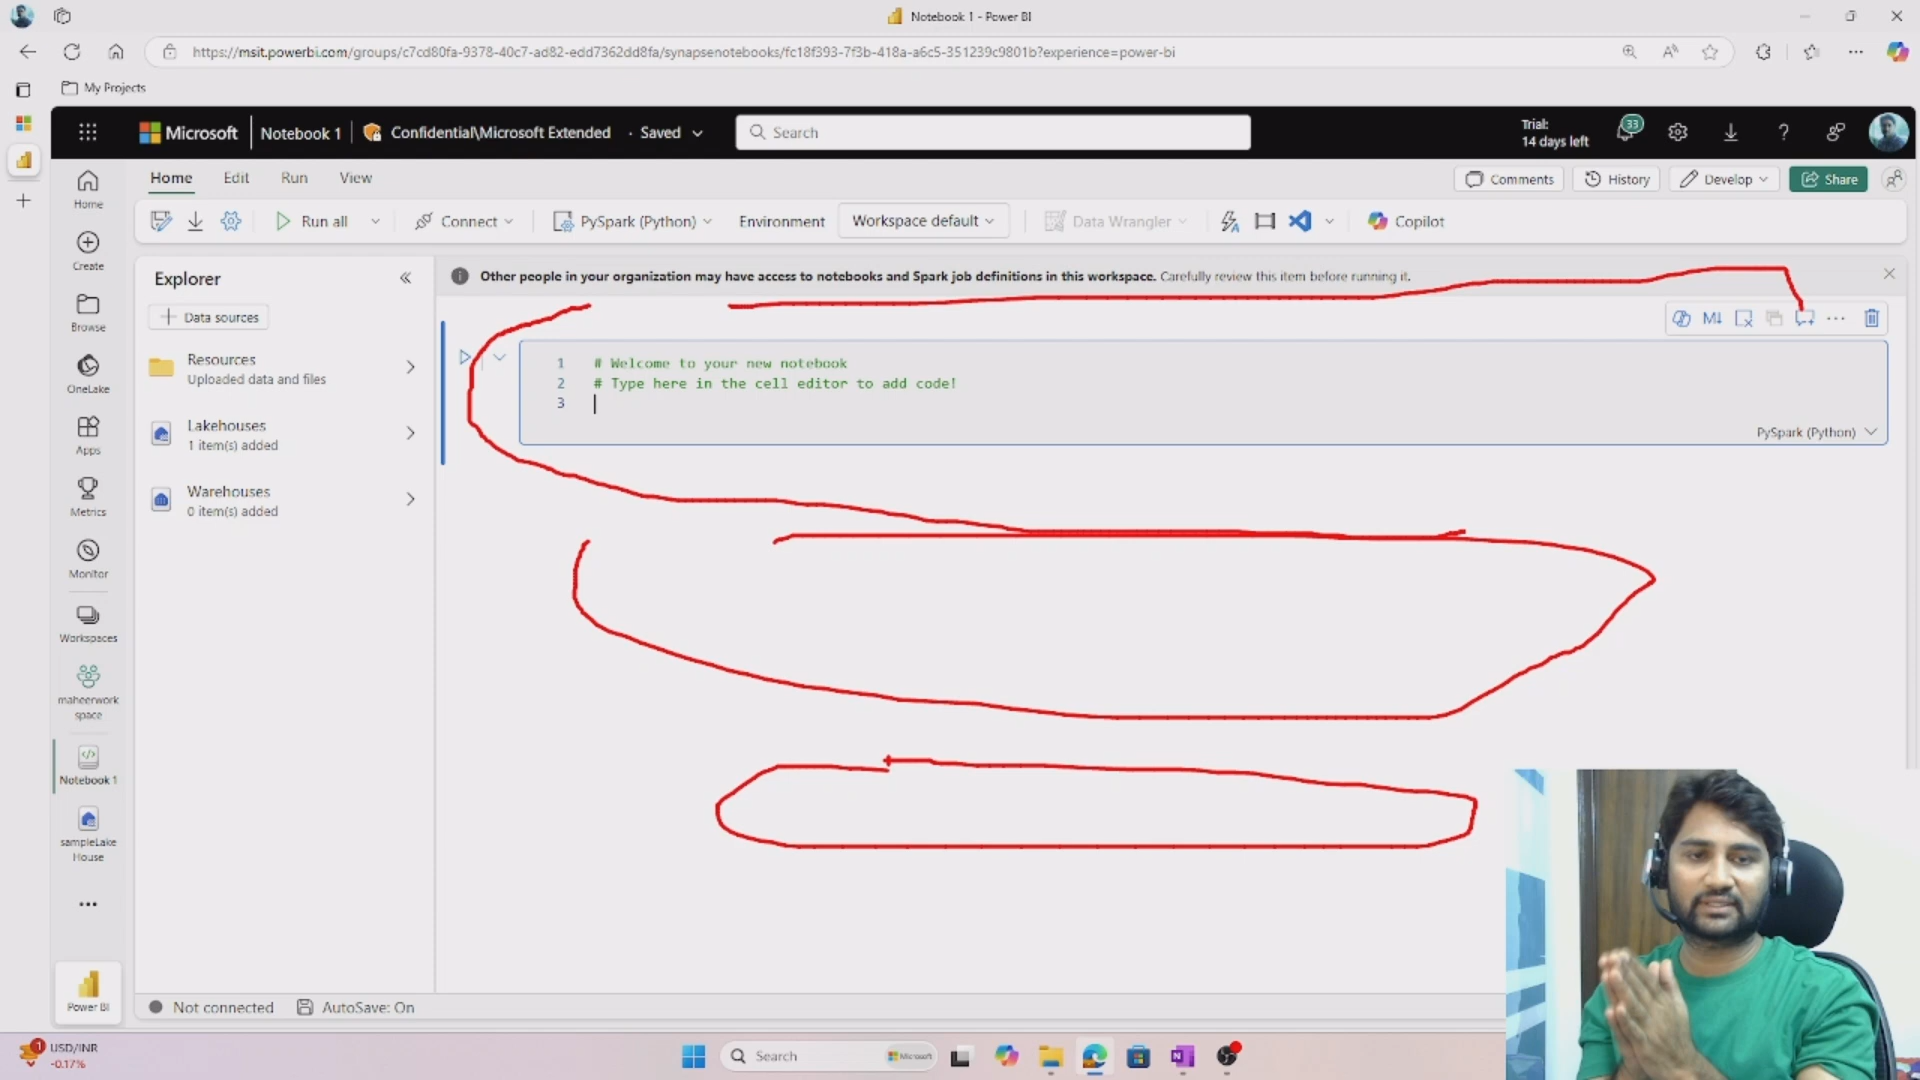 Notebook 1 - Power BI
https://msit.powerbi.com/groups/c7cd80fa-9378-40c7-ad82-edd7362dd8fa/synapsenotebooks/fc18f393-7f3b-418a-a6c5-351239c9801b?experience=power-bi
My Projects
Microsoft Notebook 1 Confidential\Microsoft Extended · Saved Search Trial: 33
14 days left
Home Edit Run View Comments History Develop Share
Run all Connect PySpark (Python) Environment Workspace default Data Wrangler Copilot
Home
Create
Browse
OneLake
Apps
Metrics
Monitor
Workspaces
maheerwork
space
Notebook 1
sampleLake
House
Power BI
Explorer
Data sources
Resources
Uploaded data and files
Lakehouses
1 item(s) added
Warehouses
0 item(s) added
Other people in your organization may have access to notebooks and Spark job definitions in this workspace. Carefully review this item before running it.
M↓
1 # Welcome to your new notebook
2 # Type here in the cell editor to add code!
3
PySpark (Python)
Not connected AutoSave: On
1 USD/INR
-0.17%
Search Microsoft